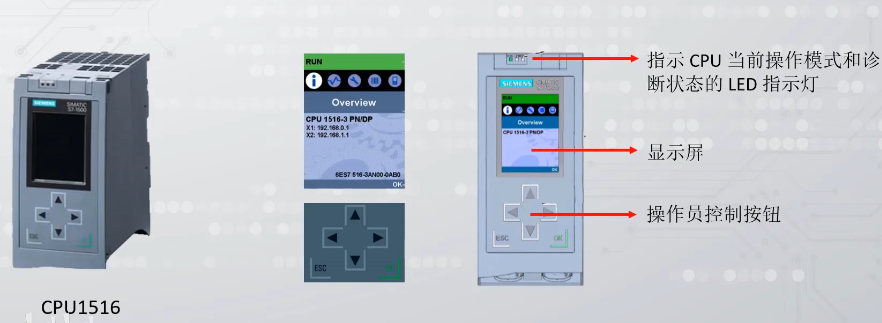 SIEMENS
SIMATIC
S7-1500
ESC
CPU1516
RUN
Overview
CPU 1516-3 PN/DP
X1: 192.168.0.1
X2: 192.168.1.1
6ES7 516-3AN00-0AB0
OK
ESC
SIEMENS
RUN
Overview
CPU 1516-3 PN/DP
OK
ESC
OK
指示 CPU 当前操作模式和诊
断状态的 LED 指示灯
显示屏
操作员控制按钮